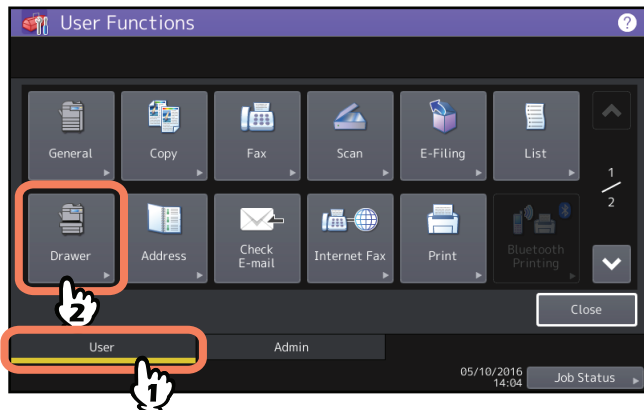 User Functions
?
General
Copy
Fax
Scan
E-Filing
List
1
2
Drawer
Address
Check
E-mail
Internet Fax
Print
Bluetooth
Printing
2
Close
User
Admin
1
05/10/2016
14:04
Job Status